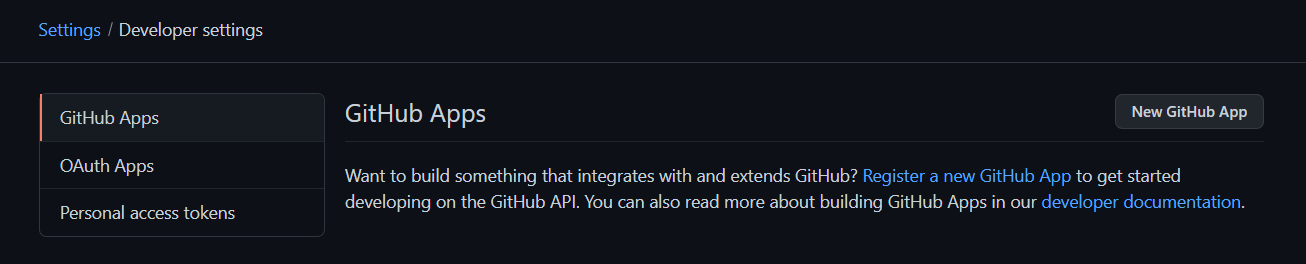 Settings / Developer settings
GitHub Apps
OAuth Apps
Personal access tokens
GitHub Apps
New GitHub App
Want to build something that integrates with and extends GitHub? Register a new GitHub App to get started
developing on the GitHub API. You can also read more about building GitHub Apps in our developer documentation.